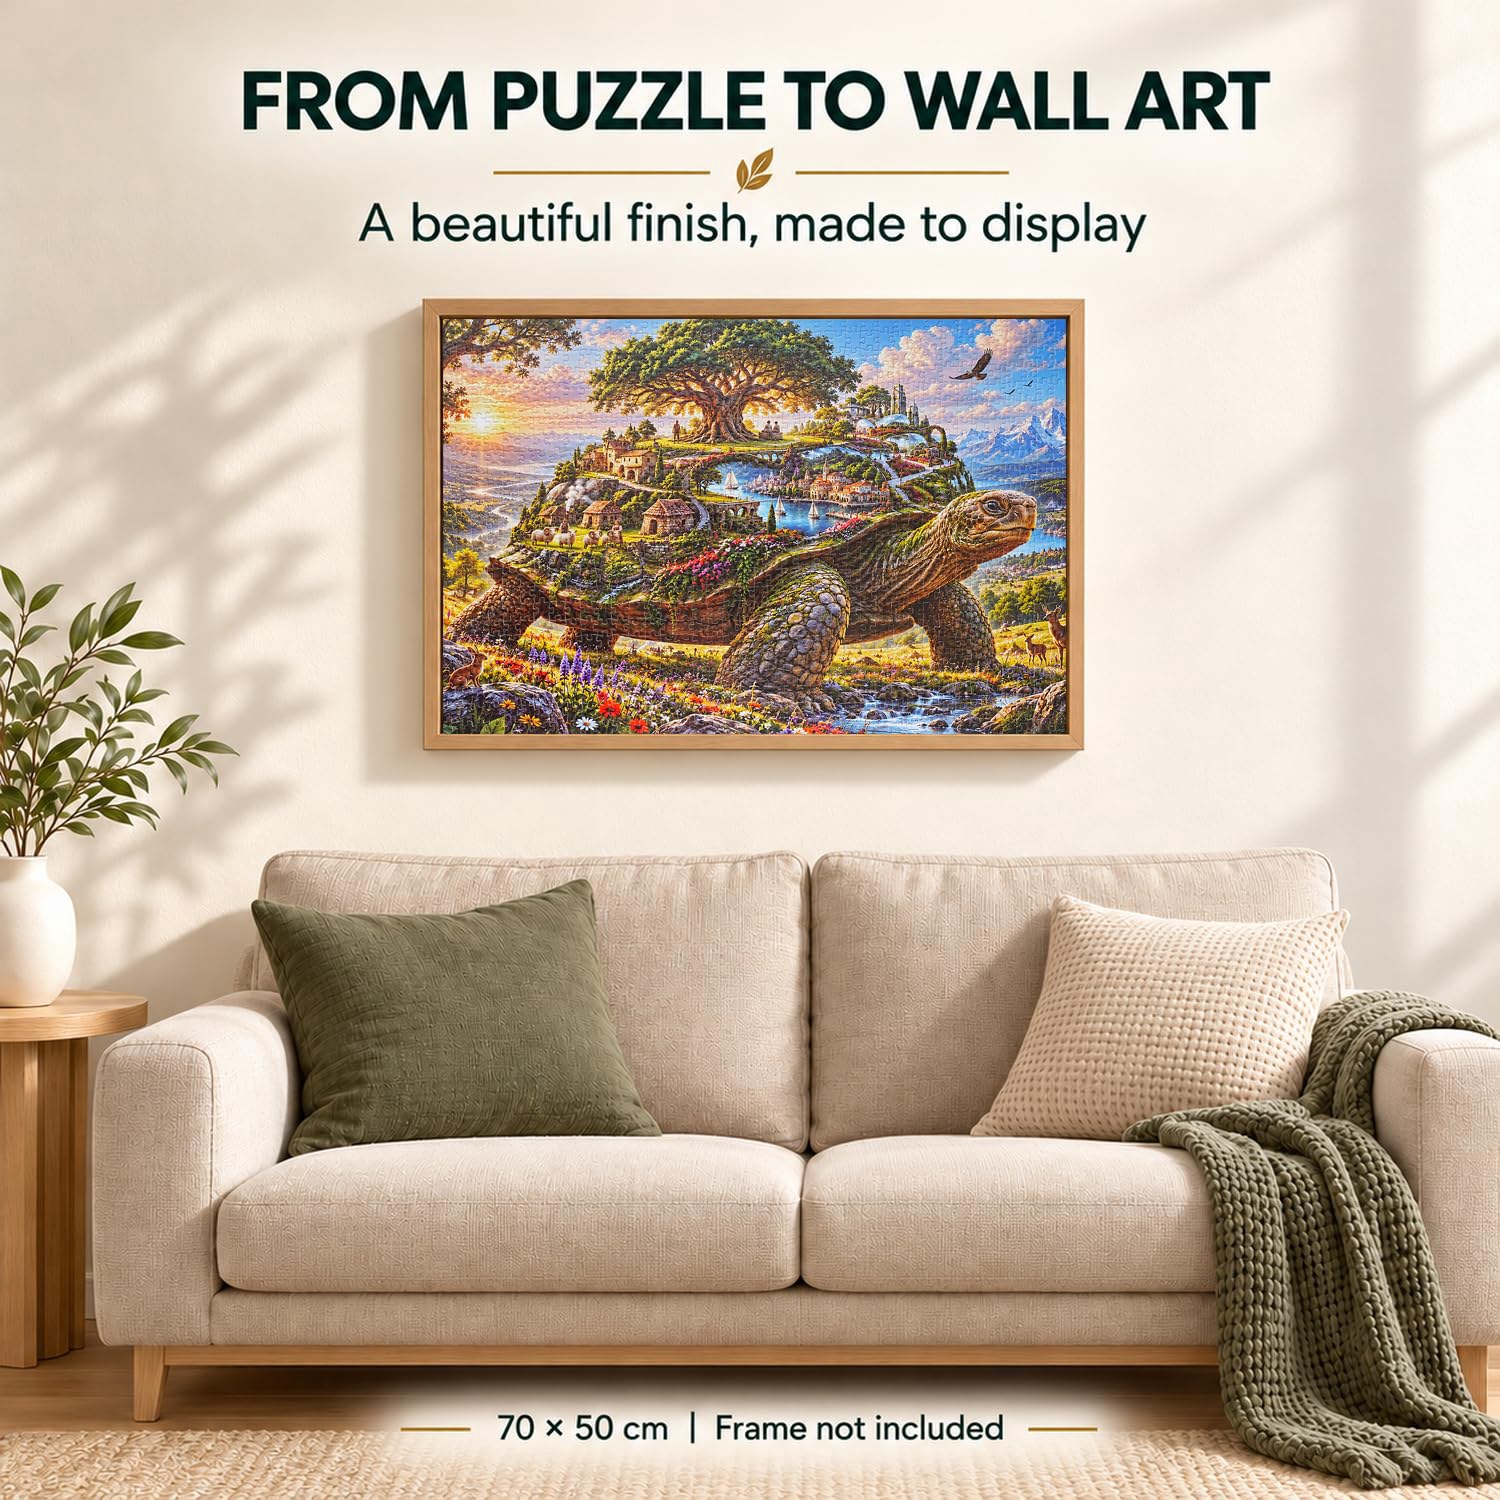 FROM PUZZLE TO WALL ART
A beautiful finish, made to display
70 × 50 cm | Frame not included